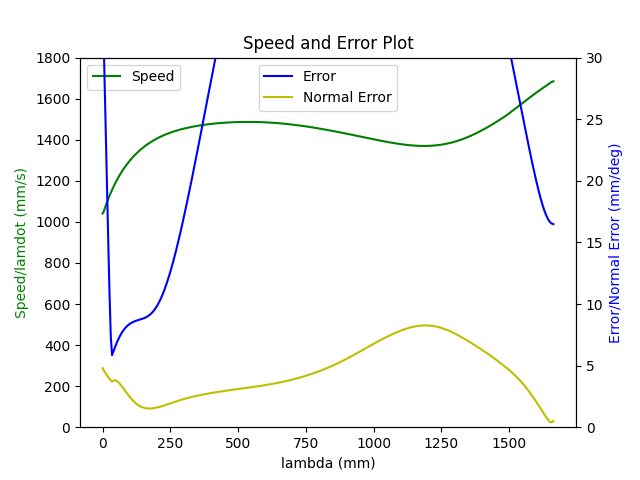 Speed and Error Plot
Speed
Error
Normal Error
Speed/lamdot (mm/s)
1800
1600
1400
1200
1000
800
600
400
200
0
30
25
20
15
10
5
0
Error/Normal Error (mm/deg)
0 250 500 750 1000 1250 1500
lambda (mm)